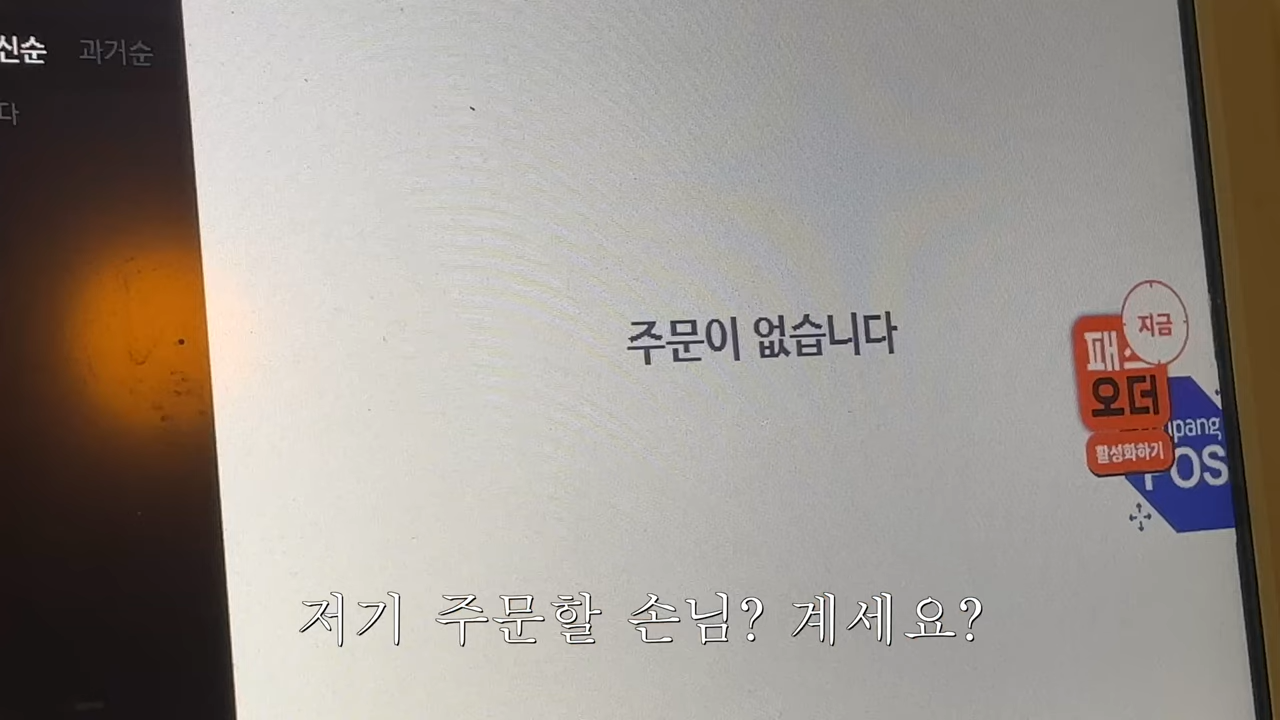 신순 과거순
다
주문이 없습니다
지금
오더
활성화하기
pang
POS
저기 주문할 손님? 계세요?